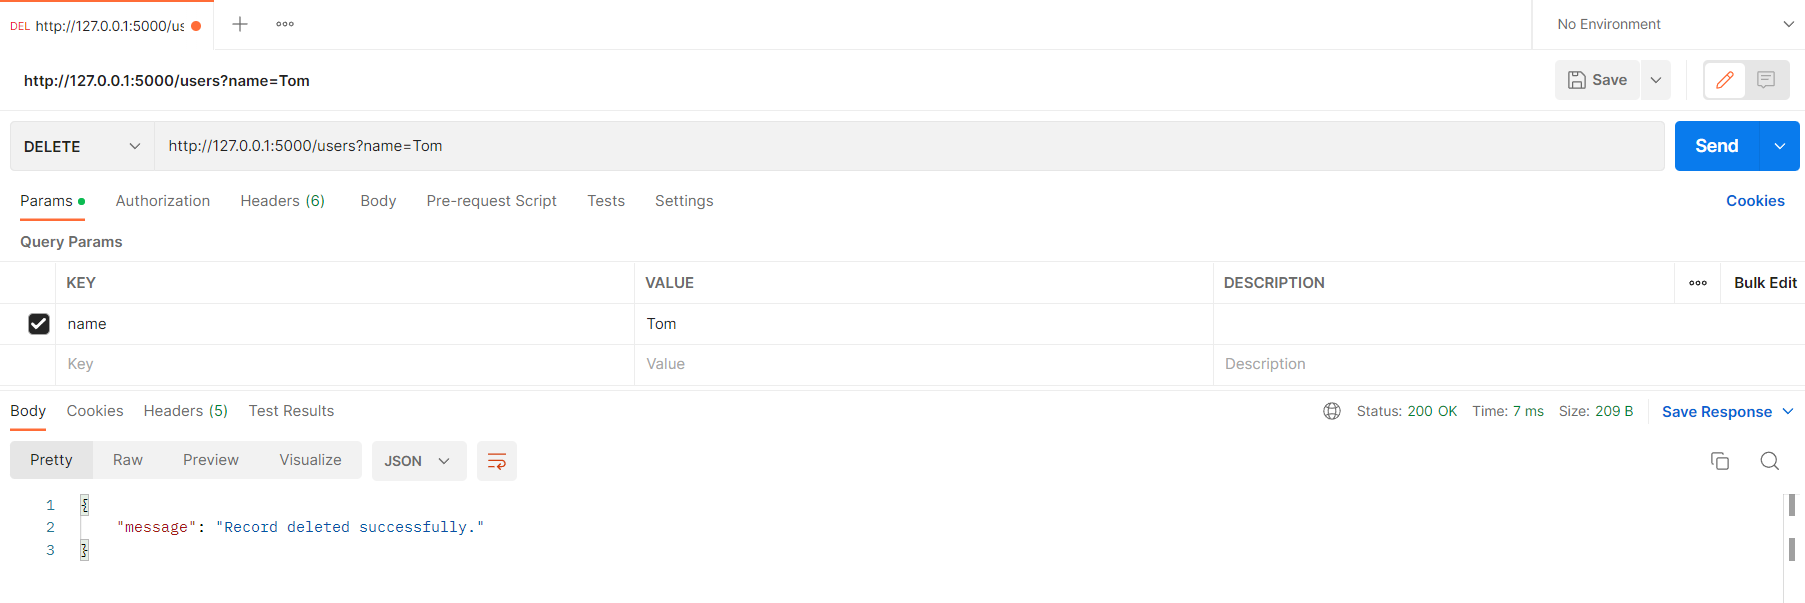 DEL http://127.0.0.1:5000/us
No Environment
http://127.0.0.1:5000/users?name=Tom
Save
DELETE http://127.0.0.1:5000/users?name=Tom Send
Params Authorization Headers (6) Body Pre-request Script Tests Settings Cookies
Query Params
KEY VALUE DESCRIPTION Bulk Edit
name Tom
Key Value Description
Body Cookies Headers (5) Test Results Status: 200 OK Time: 7 ms Size: 209 B Save Response
Pretty Raw Preview Visualize JSON
1 {
2 "message": "Record deleted successfully."
3 }